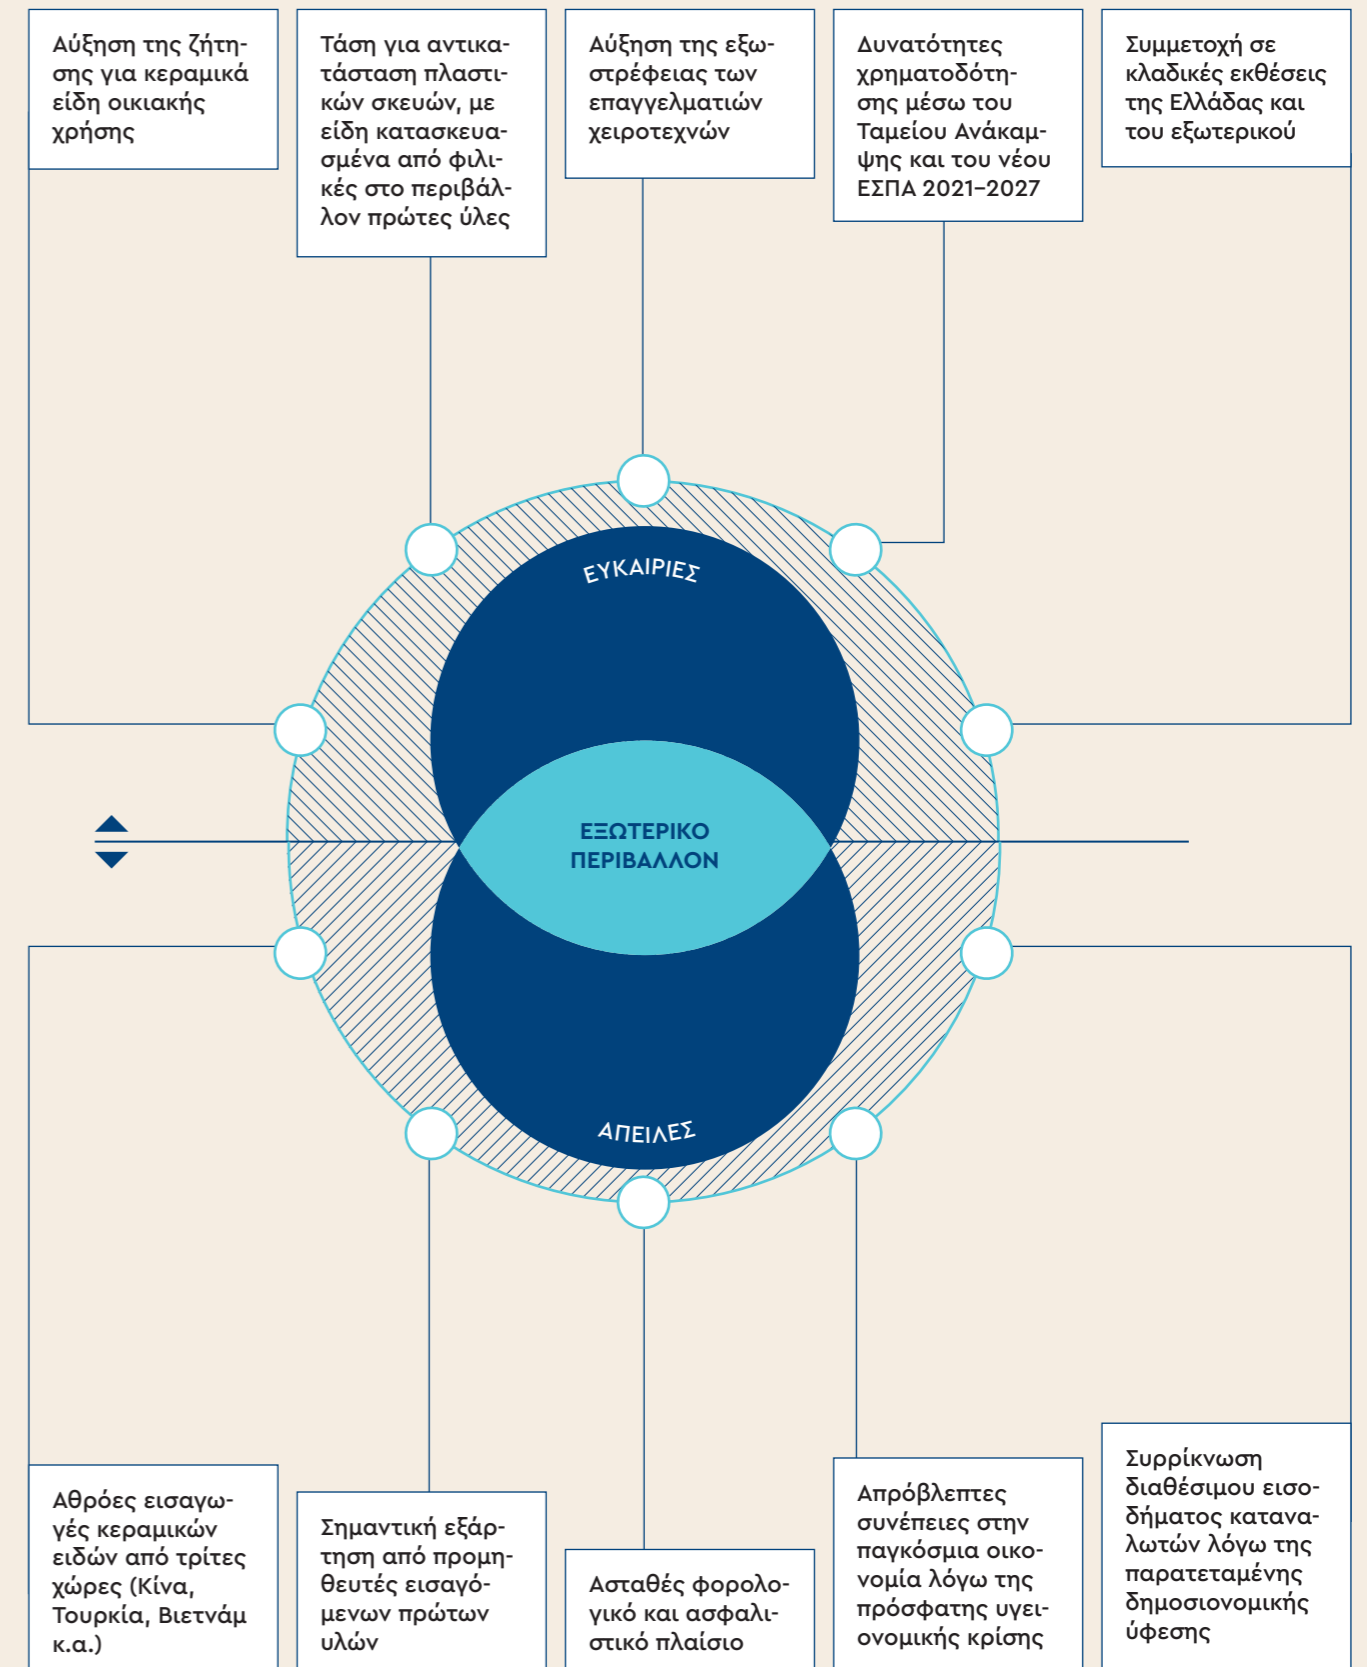 Αύξηση της ζήτη-
σης για κεραμικά
είδη οικιακής
χρήσης
Τάση για αντικα-
τάσταση πλαστι-
κών σκευών, με
είδη κατασκευα-
σμένα από φιλι-
κές στο περιβάλ-
λον πρώτες ύλες
Αύξηση της εξω-
στρέφειας των
επαγγελματιών
χειροτεχνών
Δυνατότητες
χρηματοδότη-
σης μέσω του
Ταμείου Ανάκαμ-
ψης και του νέου
ΕΣΠΑ 2021–2027
Συμμετοχή σε
κλαδικές εκθέσεις
της Ελλάδας και
του εξωτερικού
ΕΥΚΑΙΡΙΕΣ
ΕΞΩΤΕΡΙΚΟ
ΠΕΡΙΒΑΛΛΟΝ
ΑΠΕΙΛΕΣ
Αθρόες εισαγω-
γές κεραμικών
ειδών από τρίτες
χώρες (Κίνα,
Τουρκία, Βιετνάμ
κ.α.)
Σημαντική εξάρ-
τηση από προμη-
θευτές εισαγό-
μενων πρώτων
υλών
Ασταθές φορολο-
γικό και ασφαλι-
στικό πλαίσιο
Απρόβλεπτες
συνέπειες στην
παγκόσμια οικο-
νομία λόγω της
πρόσφατης υγει-
ονομικής κρίσης
Συρρίκνωση
διαθέσιμου εισο-
δήματος κατανα-
λωτών λόγω της
παρατεταμένης
δημοσιονομικής
ύφεσης